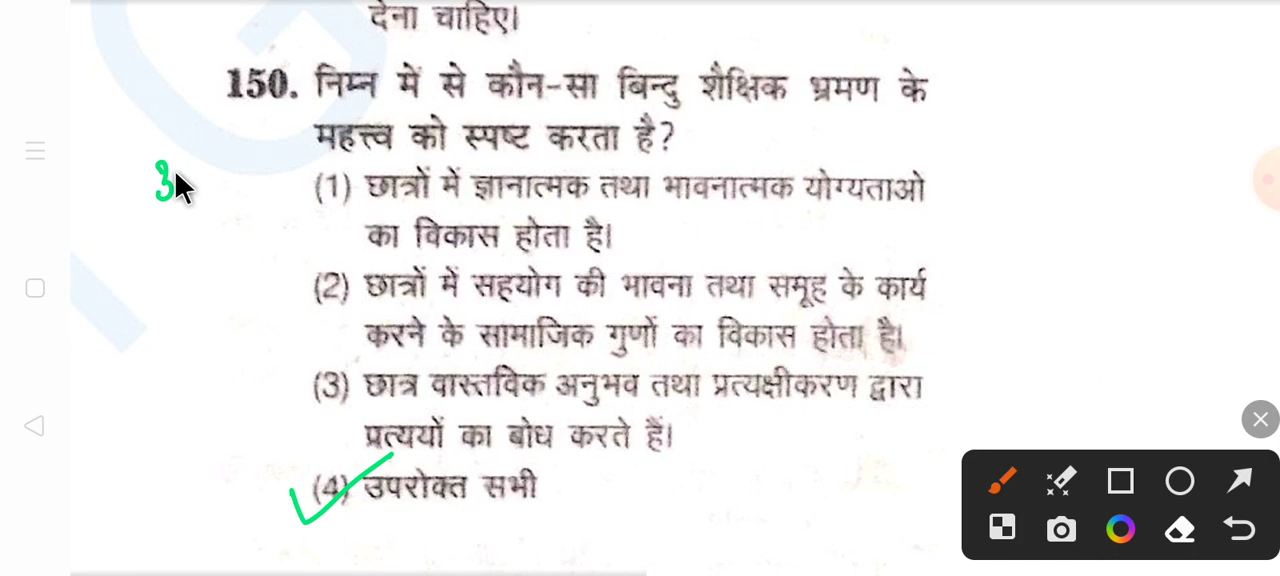 देना चाहिए।
150. निम्न में से कौन-सा बिन्दु शैक्षिक भ्रमण के
महत्त्व को स्पष्ट करता है?
(1) छात्रों में ज्ञानात्मक तथा भावनात्मक योग्यताओ
का विकास होता है।
(2) छात्रों में सहयोग की भावना तथा समूह के कार्य
करने के सामाजिक गुणों का विकास होता है।
(3) छात्र वास्तविक अनुभव तथा प्रत्यक्षीकरण द्वारा
प्रत्ययों का बोध करते हैं।
(4) उपरोक्त सभी